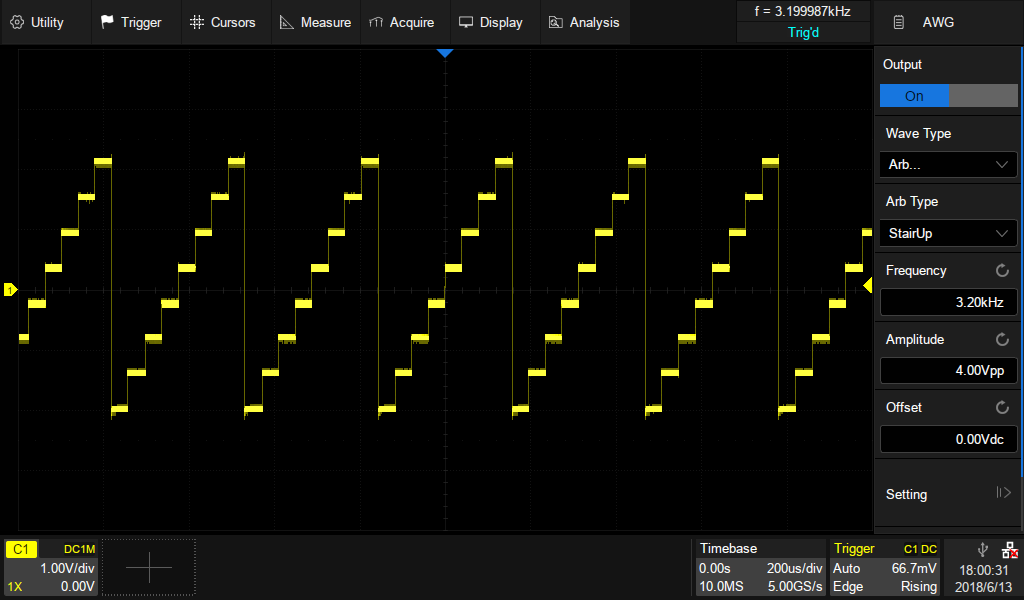 Utility Trigger Cursors Measure Acquire Display Analysis f = 3.199987kHz AWG
Trig'd
Output
On
Wave Type
Arb...
Arb Type
StairUp
Frequency
3.20kHz
Amplitude
4.00Vpp
Offset
0.00Vdc
Setting
1
C1 DC1M
1.00V/div
1X 0.00V
Timebase
0.00s 200us/div
10.0MS 5.00GS/s
Trigger C1 DC
Auto 66.7mV
Edge Rising
18:00:31
2018/6/13